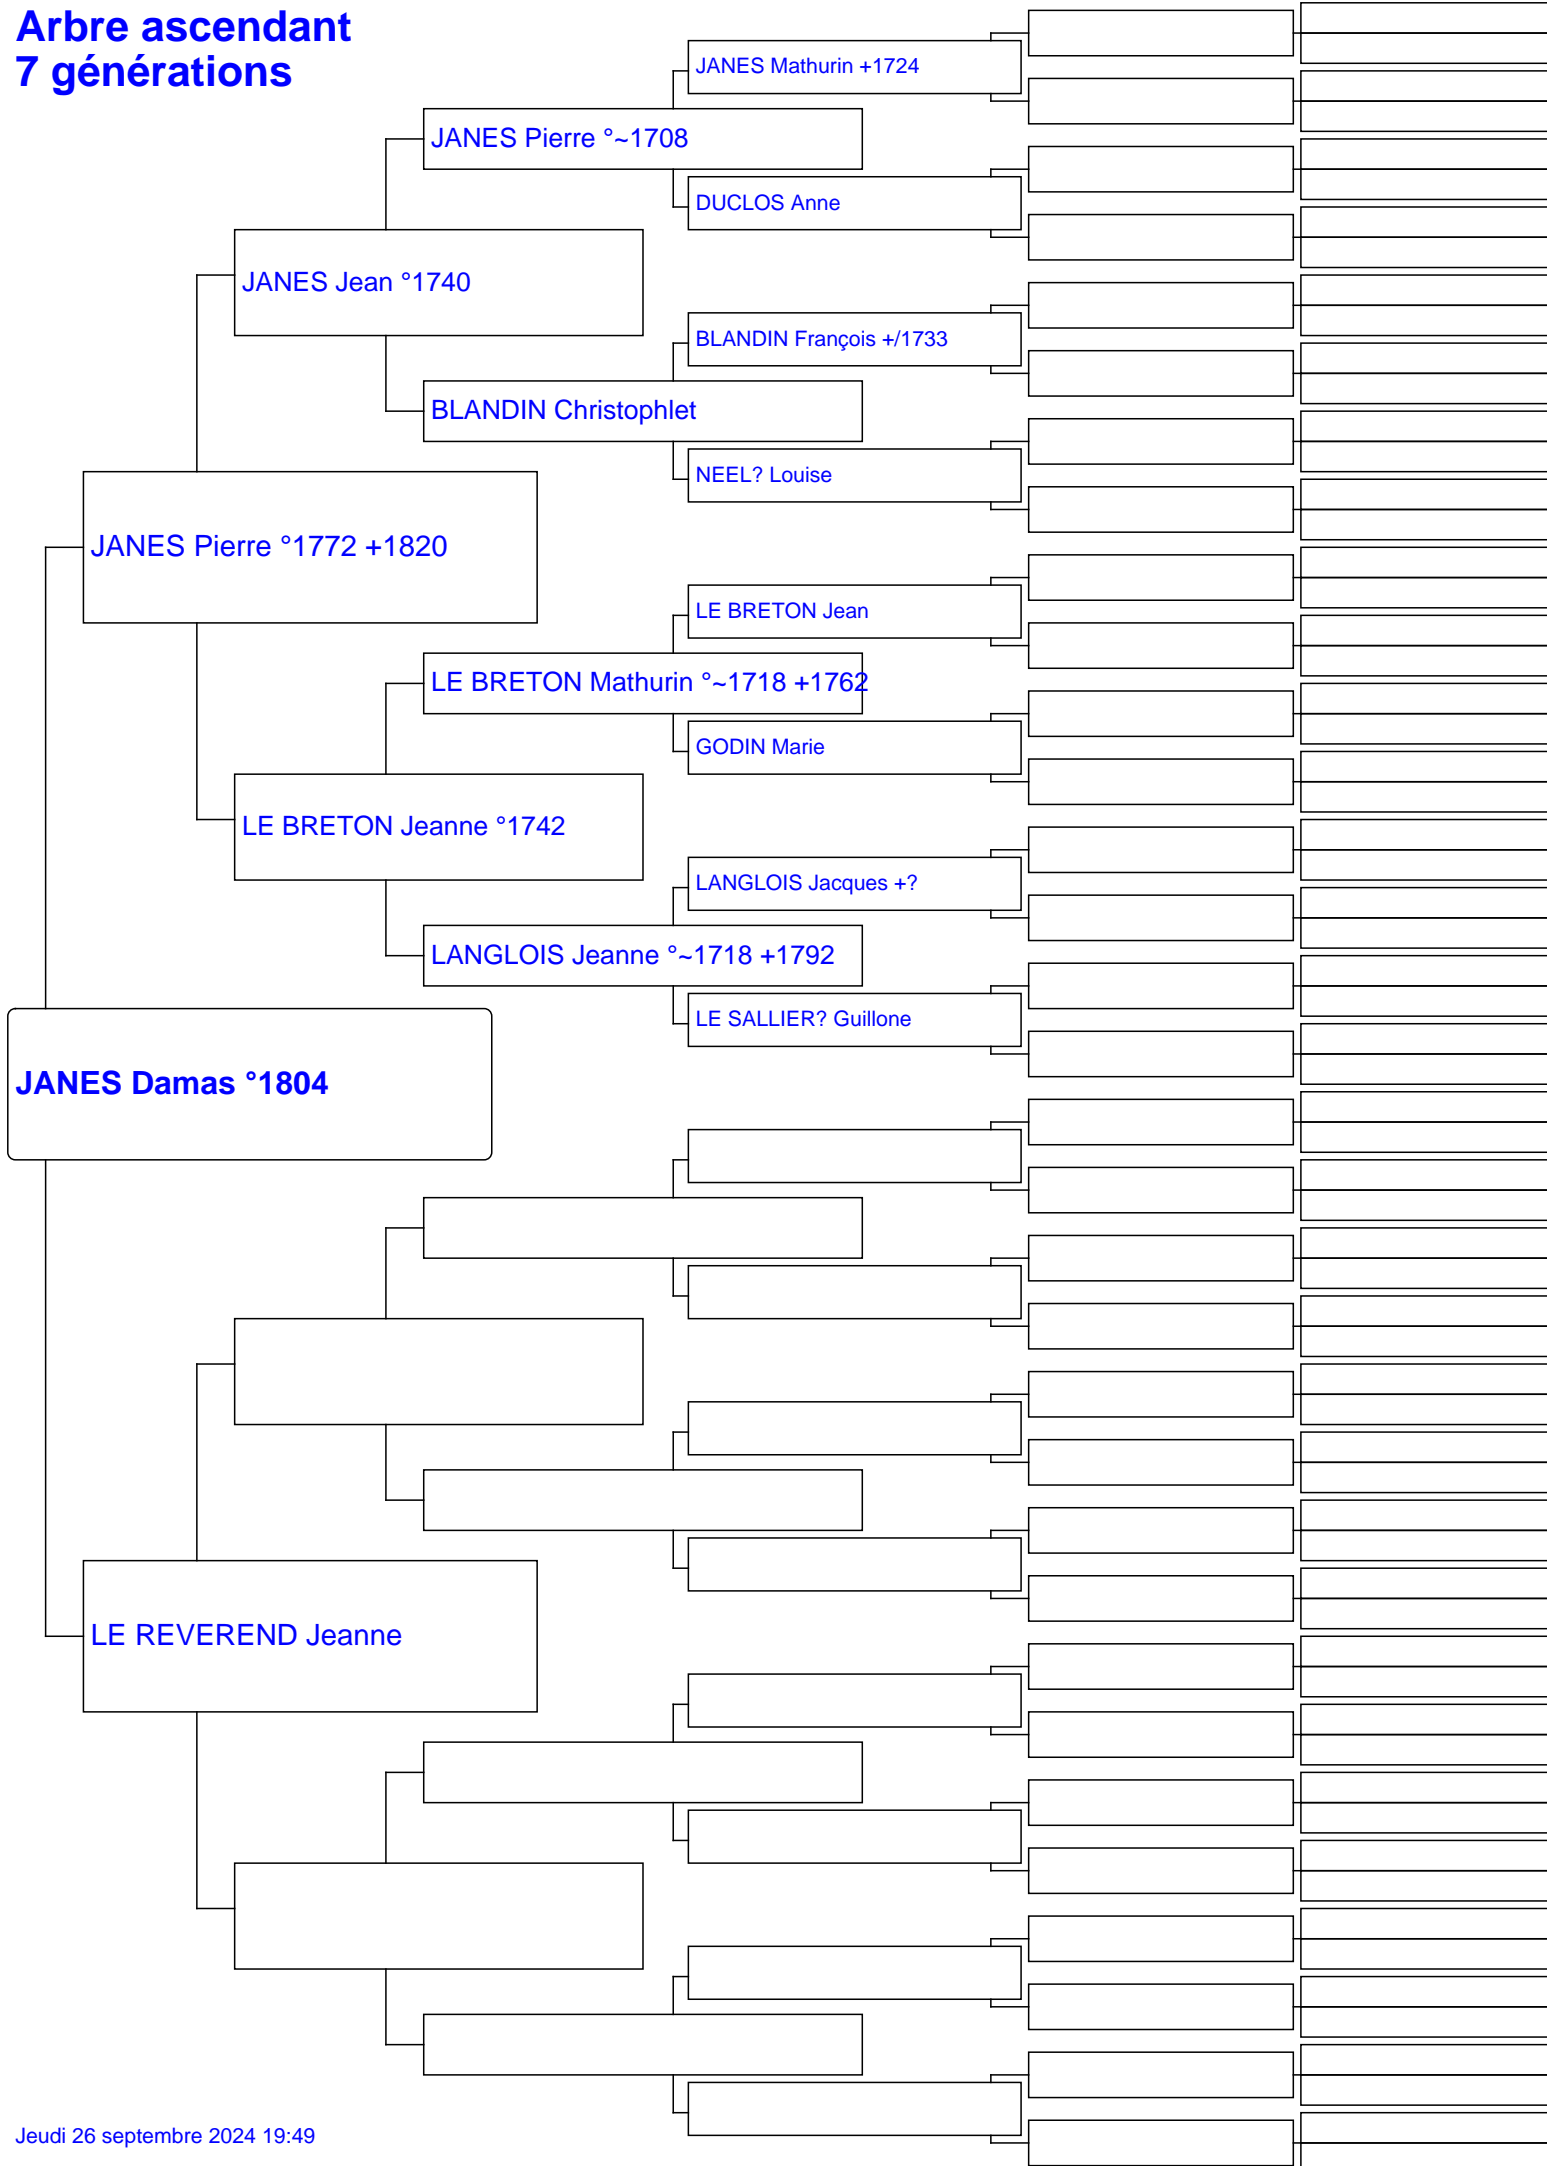 Arbre ascendant
7 générations
JANES Mathurin +1724
JANES Pierre °~1708
DUCLOS Anne
JANES Jean °1740
BLANDIN François +/1733
BLANDIN Christophlet
NEEL? Louise
JANES Pierre °1772 +1820
LE BRETON Jean
LE BRETON Mathurin °~1718 +1762
GODIN Marie
LE BRETON Jeanne °1742
LANGLOIS Jacques +?
LANGLOIS Jeanne °~1718 +1792
LE SALLIER? Guillone
JANES Damas °1804
LE REVEREND Jeanne
Jeudi 26 septembre 2024 19:49